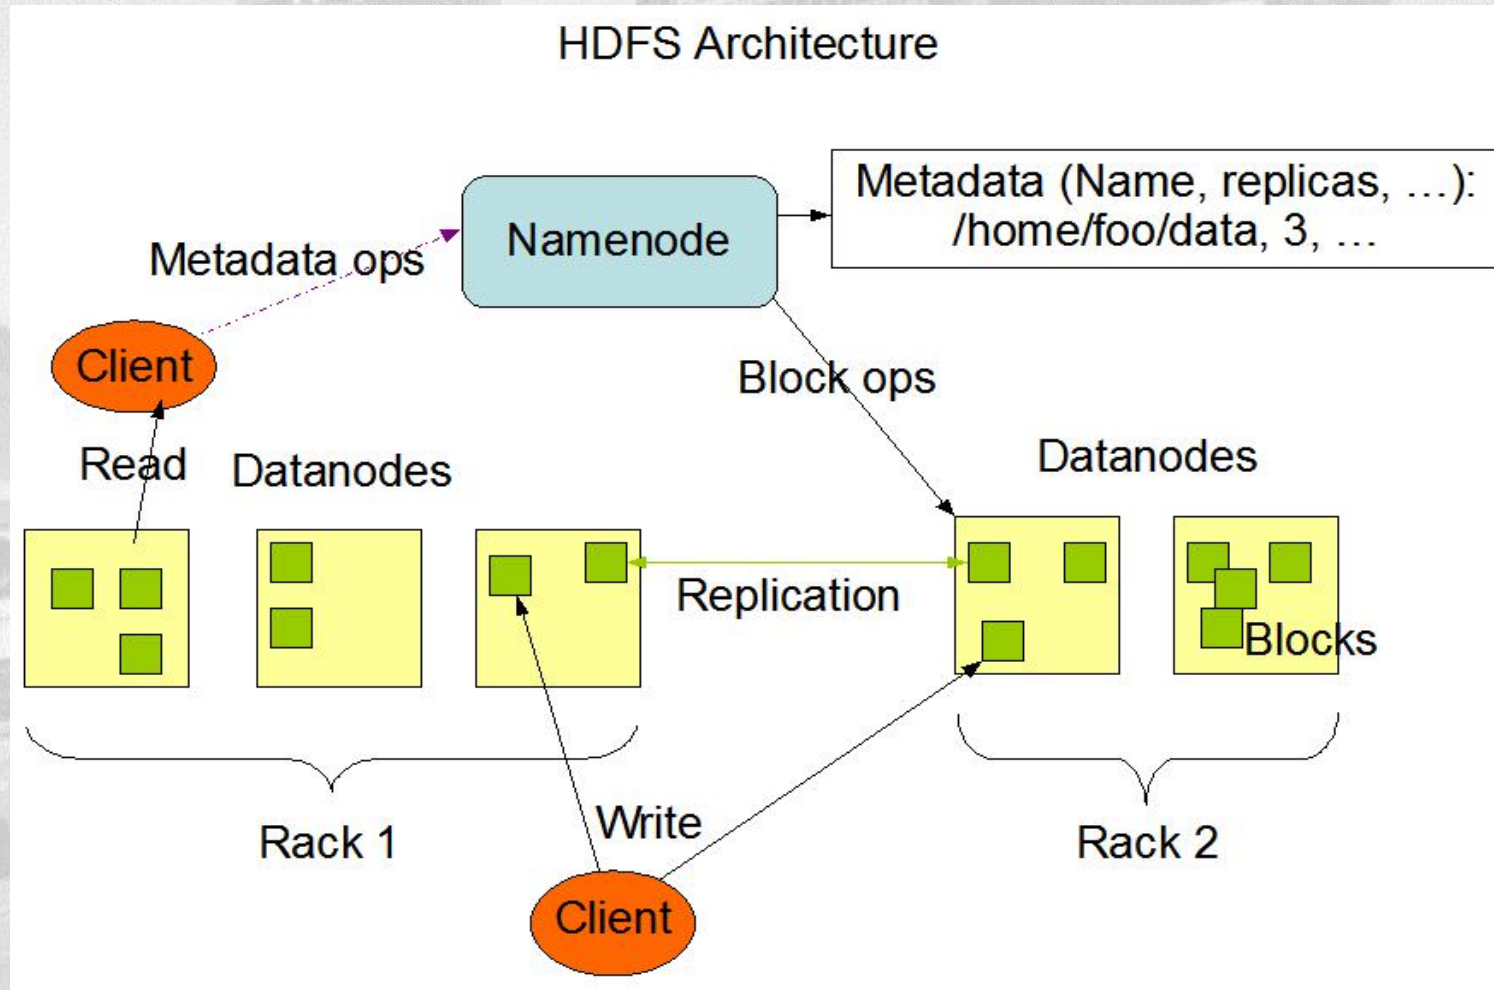 HDFS Architecture
Metadata (Name, replicas, …):
/home/foo/data, 3, …
Namenode
Metadata ops
Client
Block ops
Read
Datanodes
Datanodes
Replication
Blocks
Rack 1
Write
Rack 2
Client